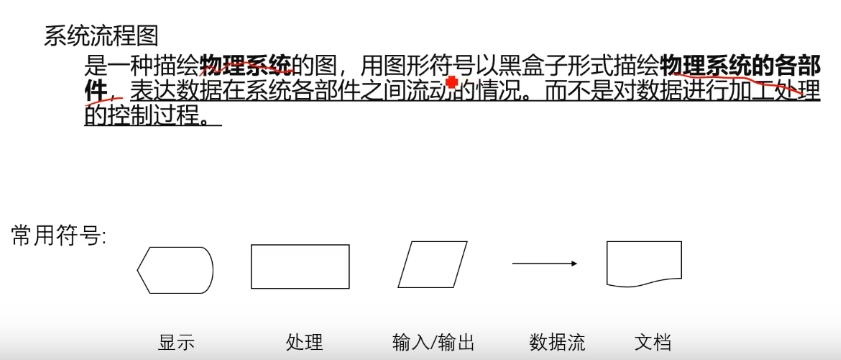 系统流程图
是一种描绘物理系统的图，用图形符号以黑盒子形式描绘物理系统的各部
件，表达数据在系统各部件之间流动的情况。而不是对数据进行加工处理
的控制过程。
常用符号:
显示 处理 输入/输出 数据流 文档